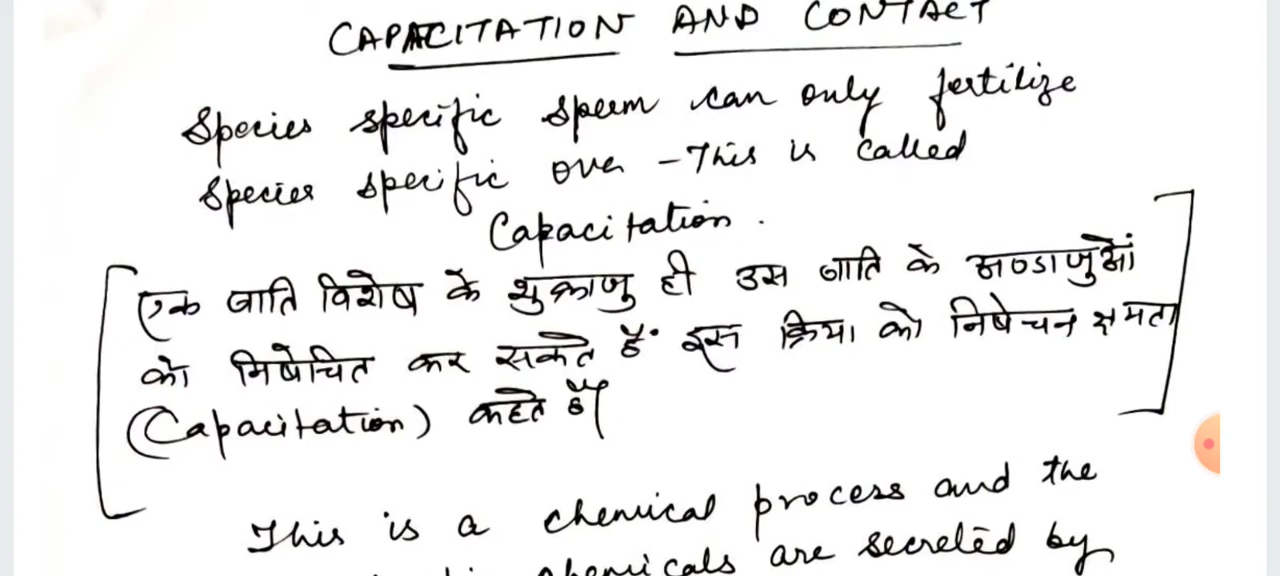 CAPACITATION AND CONTACT
Species specific sperm can only fertilize
Species specific ova - This is called
Capacitation.
एक जाति विशेष के शुक्राणु ही उस जाति के अण्डाणुओं
को निषेचित कर सकते हैं इस क्रिया को निषेचन क्षमता
(Capacitation) कहते हैं।
This is a chemical process and the
chemicals are secreted by